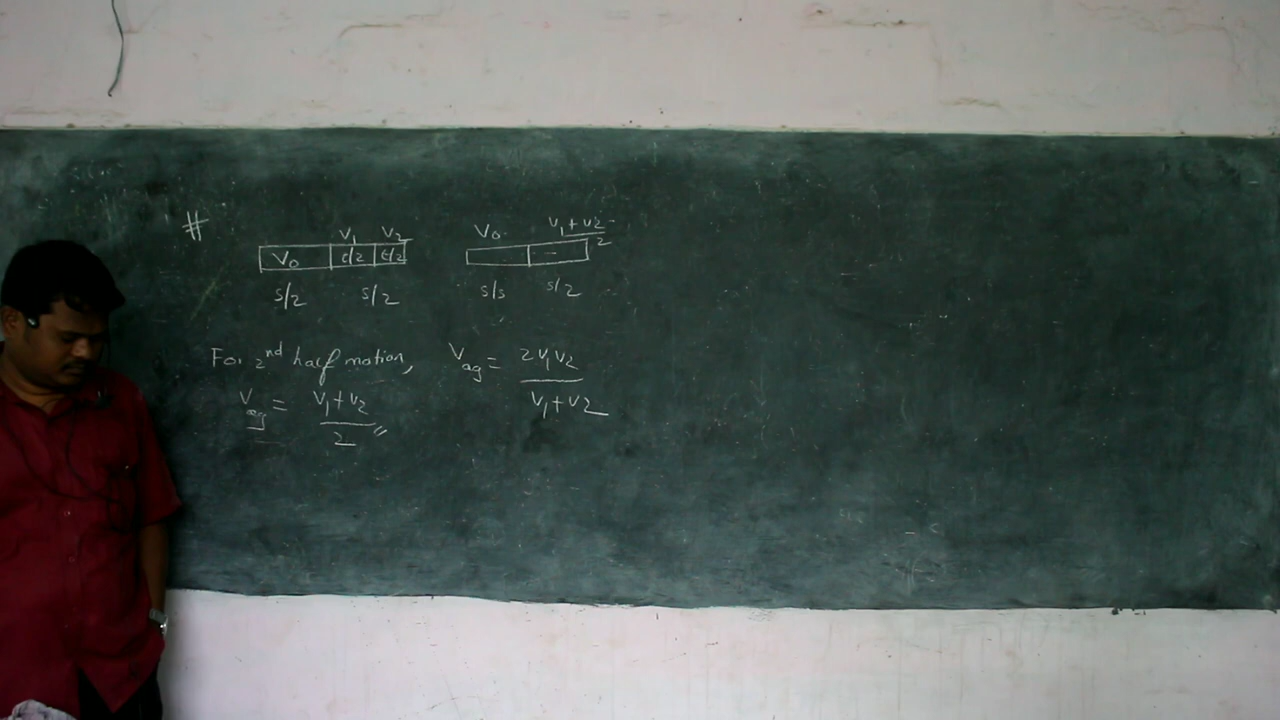 #
V₁ V₂
V₀ t/2 t/2
s/2 s/2
V₀ (V₁+V₂)/2
s/s s/2
For 2nd half motion,
Vag = (V₁+V₂)/2
Vag = 2V₁V₂/(V₁+V2)